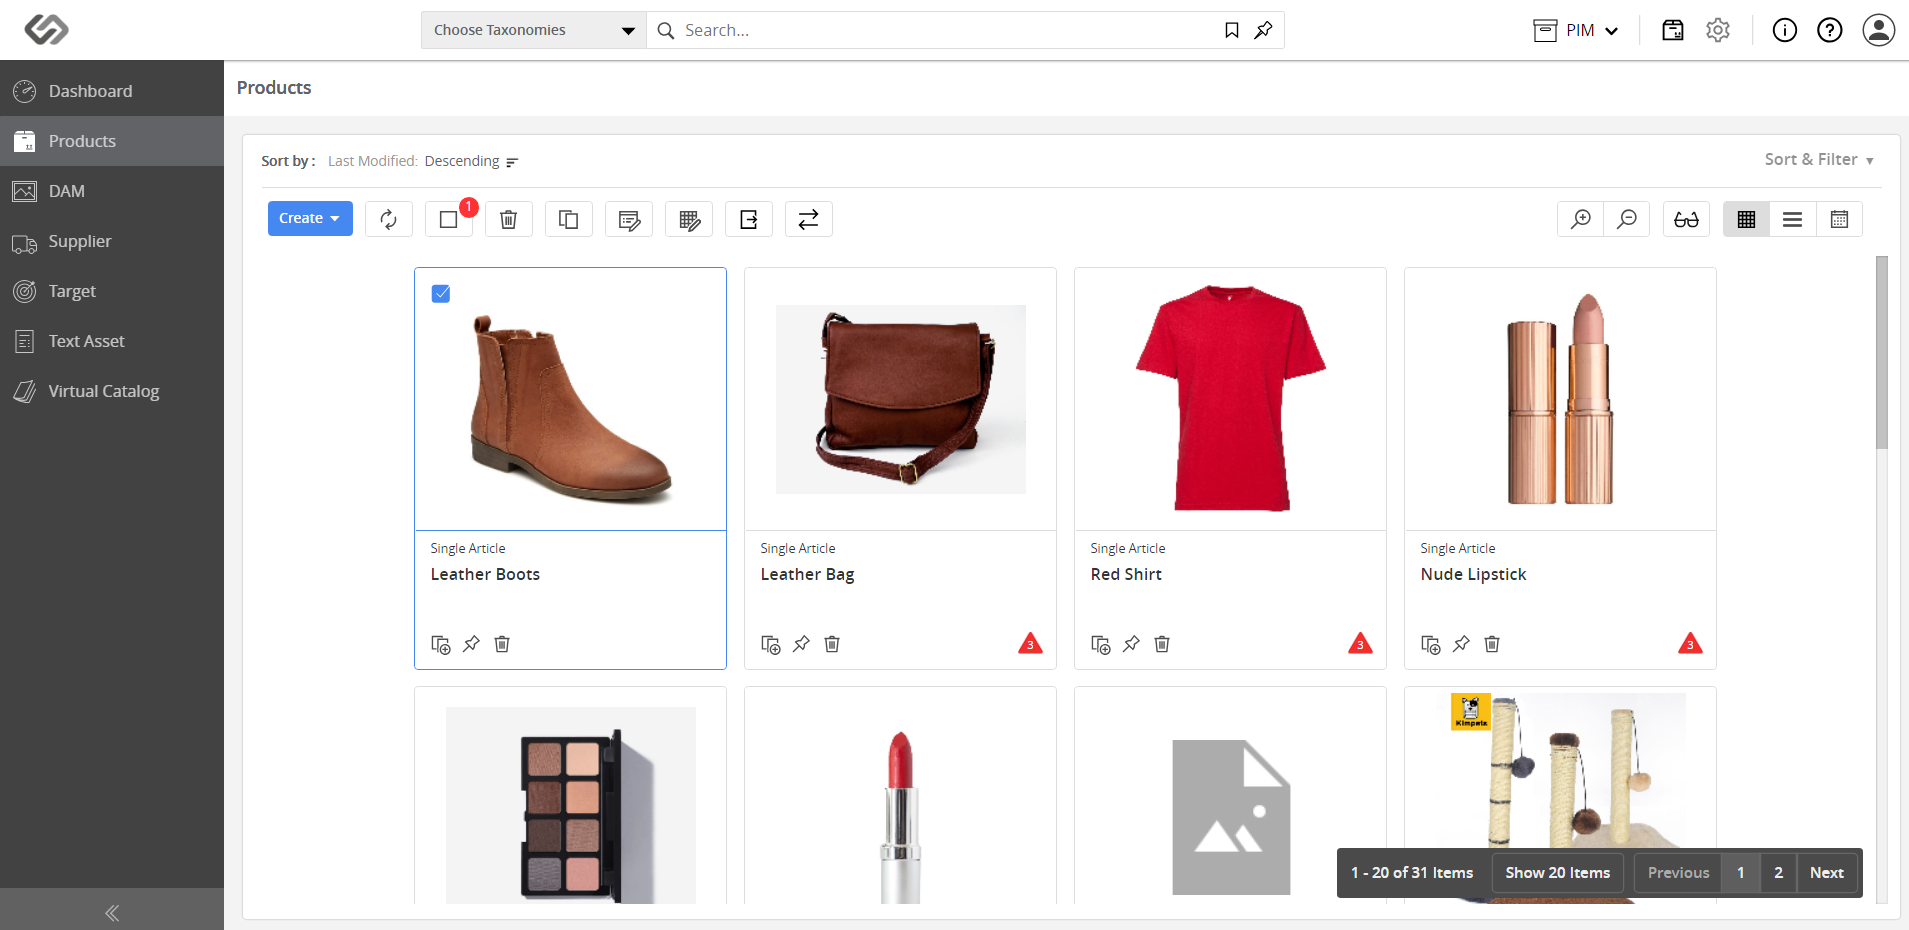 Choose Taxonomies
Search...
PIM
Dashboard
Products
DAM
Supplier
Target
Text Asset
Virtual Catalog
Products
Sort by : Last Modified: Descending
Sort & Filter
Create
1
Single Article
Leather Boots
Single Article
Leather Bag
3
Single Article
Red Shirt
3
Single Article
Nude Lipstick
3
Kimpets
1 - 20 of 31 Items
Show 20 Items
Previous 1 2 Next